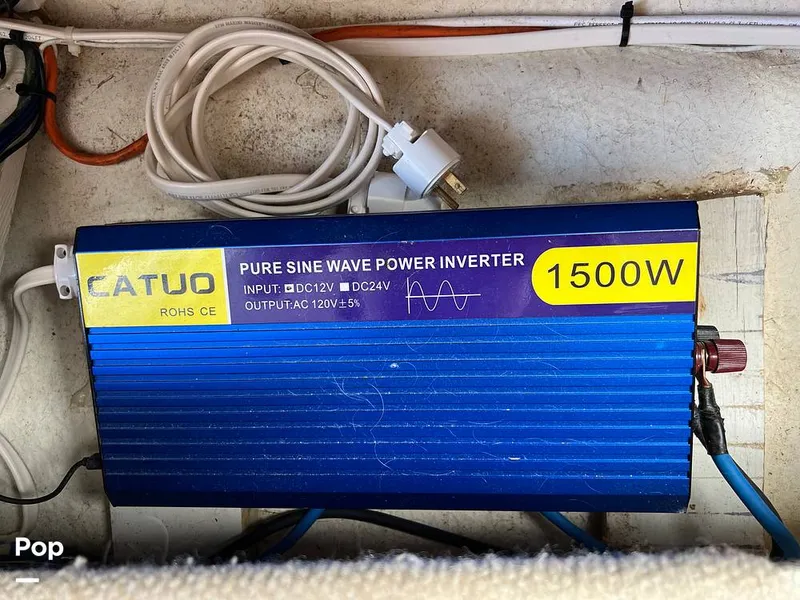 CATUO
ROHS CE
PURE SINE WAVE POWER INVERTER
INPUT: DC12V DC24V
OUTPUT:AC 120V±5%
1500W
Pop